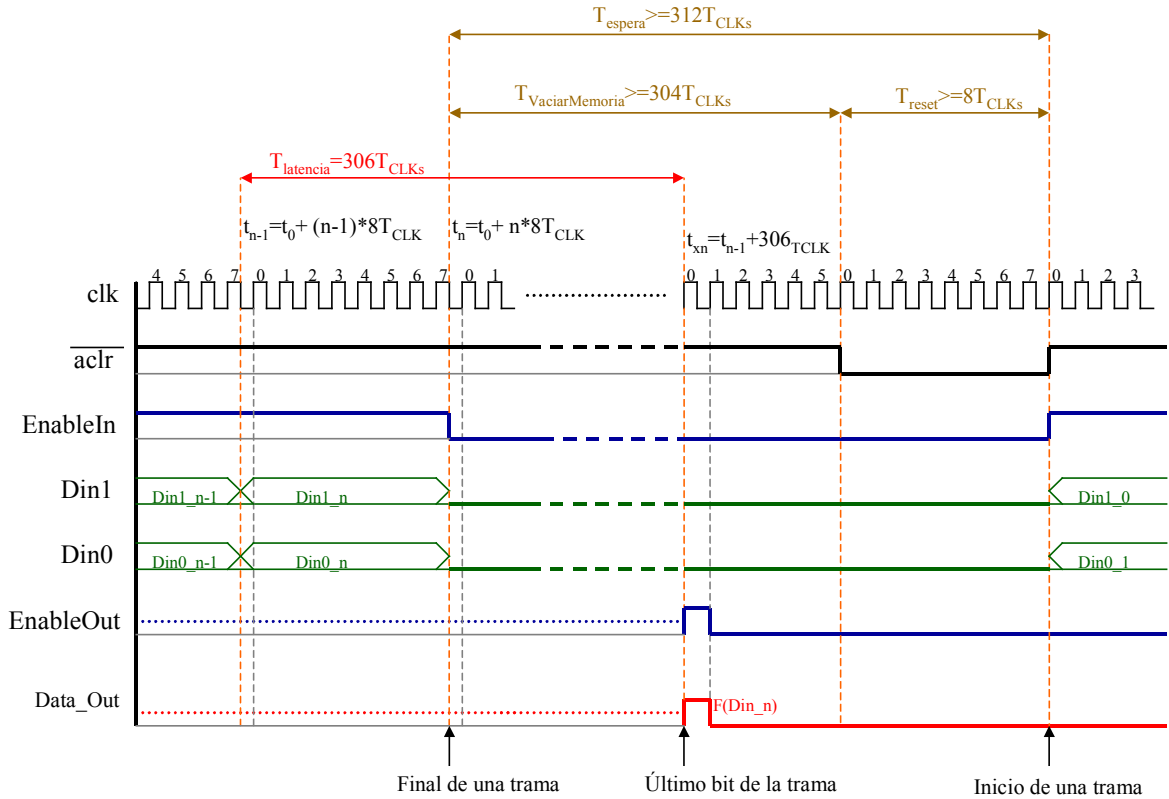 T_espera>=312T_CLKs
T_VaciarMemoria>=304T_CLKs
T_reset>=8T_CLKs
T_latencia=306T_CLKs
t_n-1=t_0+ (n-1)*8T_CLK
t_n=t_0+ n*8T_CLK
t_xn=t_n-1+306_TCLK
4 5 6 7 0 1 2 3 4 5 6 7 0 1 0 1 2 3 4 5 0 1 2 3 4 5 6 7 0 1 2 3
clk
aclr
EnableIn
Din1
Din1_n-1
Din1_n
Din1_0
Din0
Din0_n-1
Din0_n
Din0_1
EnableOut
Data_Out
F(Din_n)
Final de una trama
Último bit de la trama
Inicio de una trama